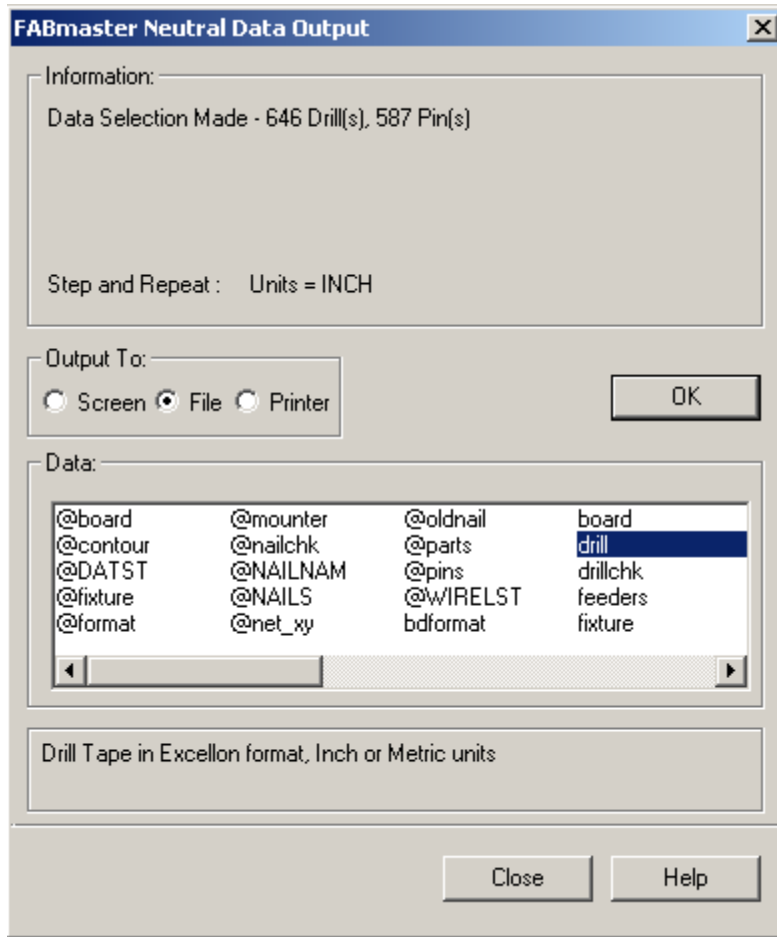 FABmaster Neutral Data Output
Information:
Data Selection Made - 646 Drill(s), 587 Pin(s)
Step and Repeat : Units = INCH
Output To:
Screen File Printer
OK
Data:
@board @mounter @oldnail board
@contour @nailchk @parts drill
@DATST @NAILNAM @pins drillchk
@fixture @NAILS @WIRELST feeders
@format @net_xy bdformat fixture
Drill Tape in Excellon format, Inch or Metric units
Close Help